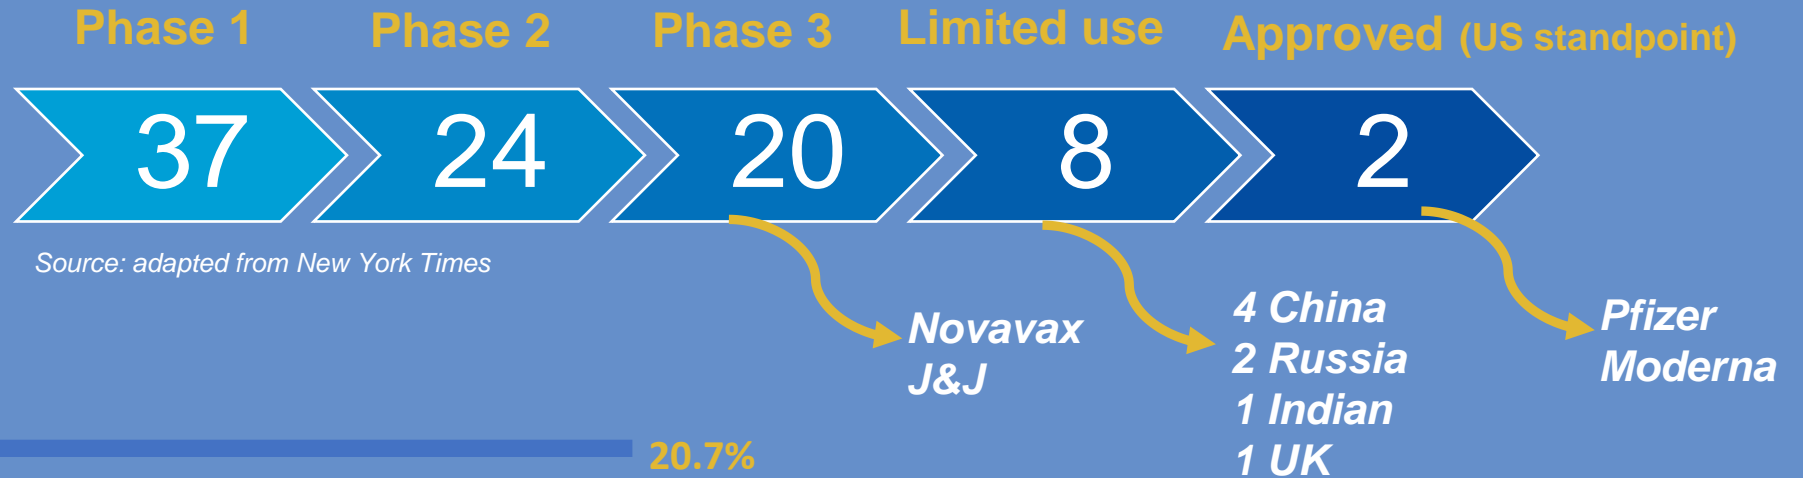 Phase 1
Phase 2
Phase 3
Limited use
Approved (US standpoint)
37
24
20
8
2
Source: adapted from New York Times
Novavax
J&J
4 China
2 Russia
1 Indian
1 UK
Pfizer
Moderna
20.7%